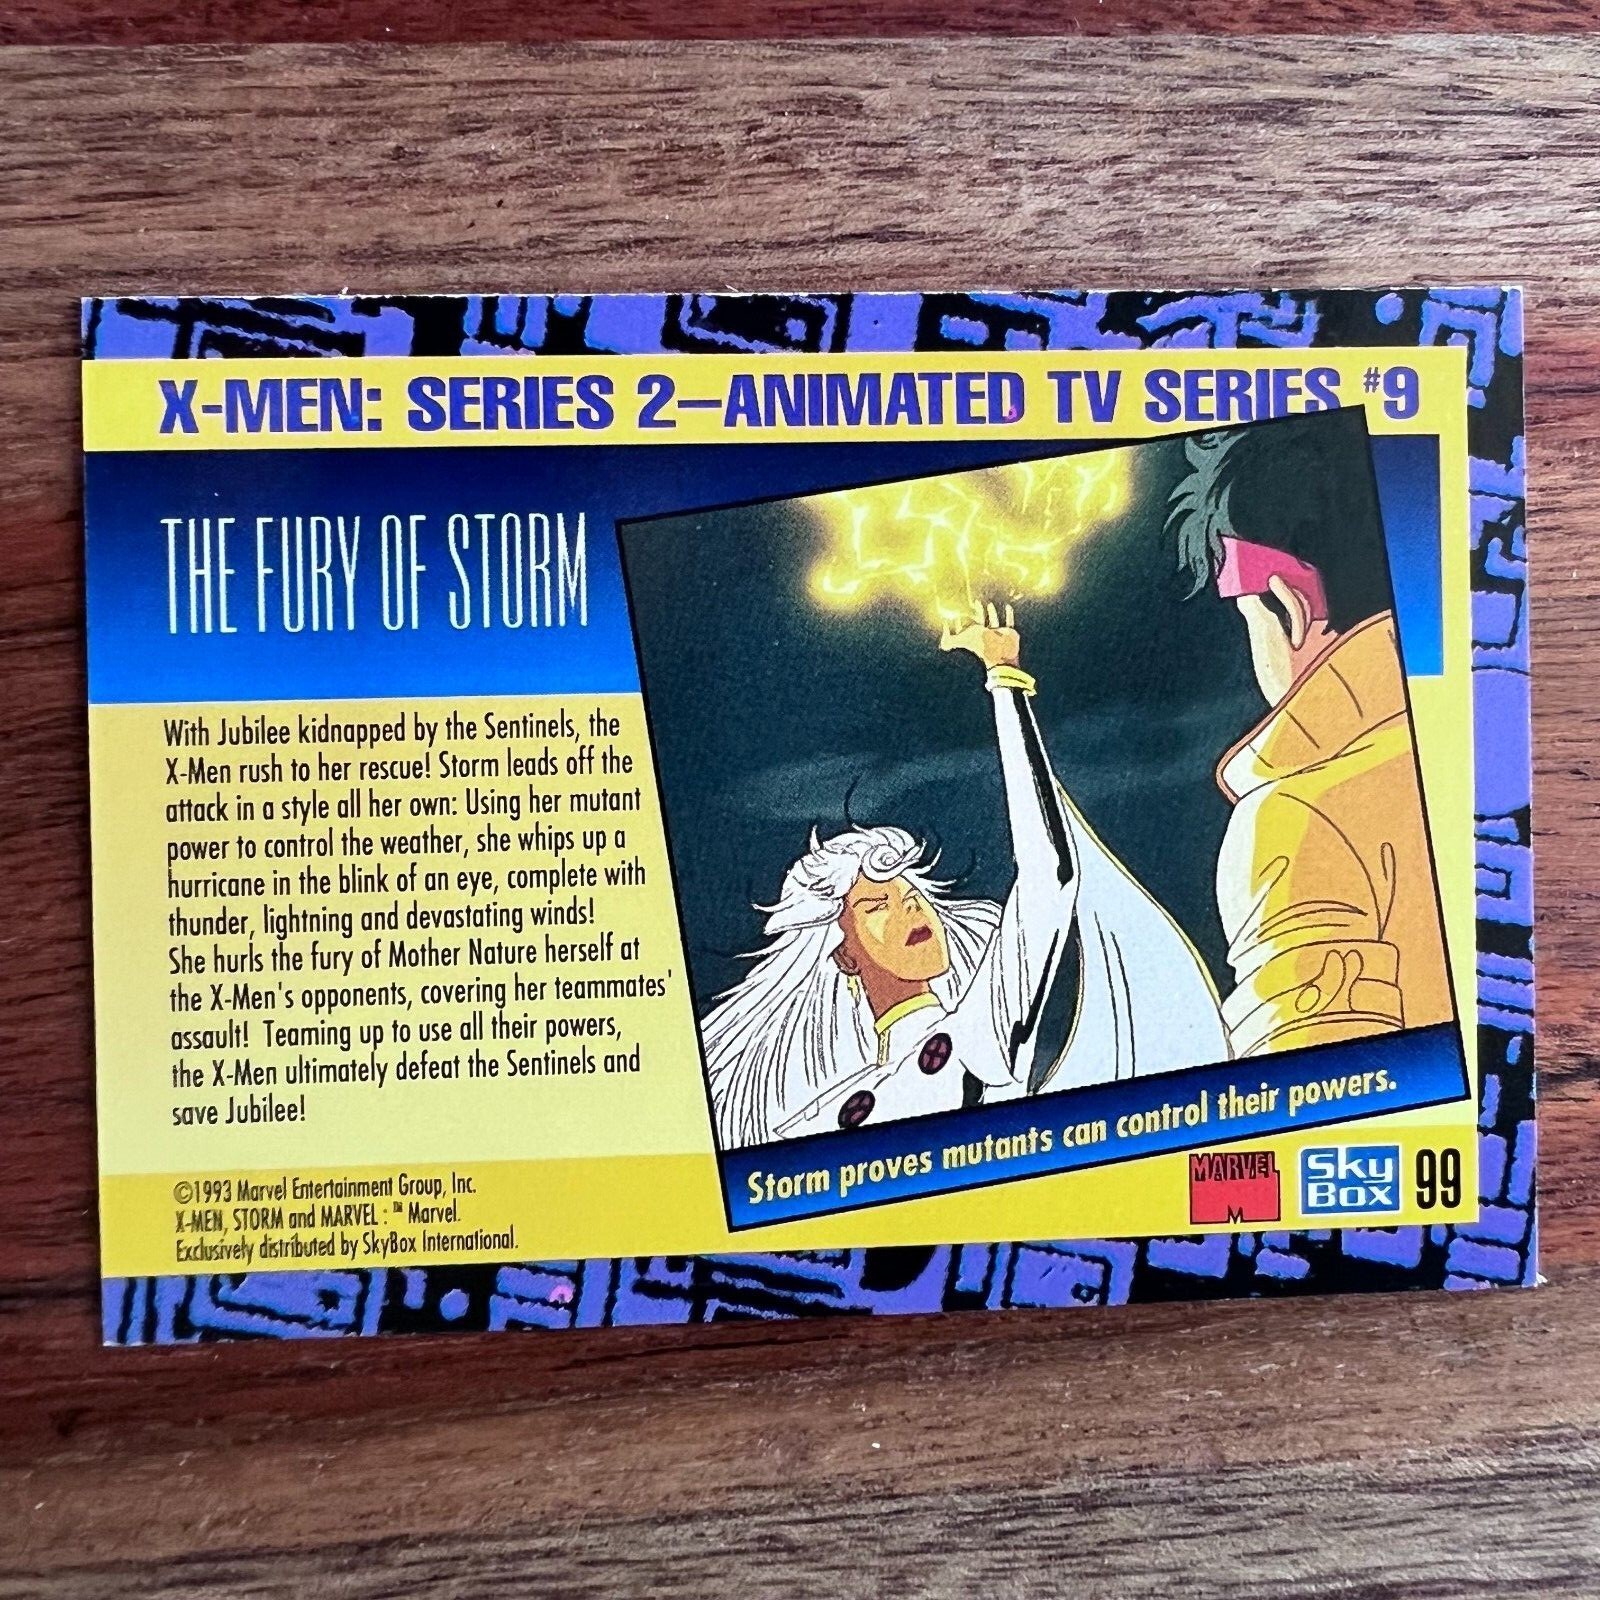 X-MEN: SERIES 2–ANIMATED TV SERIES #9
THE FURY OF STORM
With Jubilee kidnapped by the Sentinels, the
X-Men rush to her rescue! Storm leads off the
attack in a style all her own: Using her mutant
power to control the weather, she whips up a
hurricane in the blink of an eye, complete with
thunder, lightning and devastating winds!
She hurls the fury of Mother Nature herself at
the X-Men's opponents, covering her teammates'
assault! Teaming up to use all their powers,
the X-Men ultimately defeat the Sentinels and
save Jubilee!
Storm proves mutants can control their powers.
©1993 Marvel Entertainment Group, Inc.
X-MEN, STORM and MARVEL : ™ Marvel.
Exclusively distributed by SkyBox International.
MARVEL
M
SkyBox
99